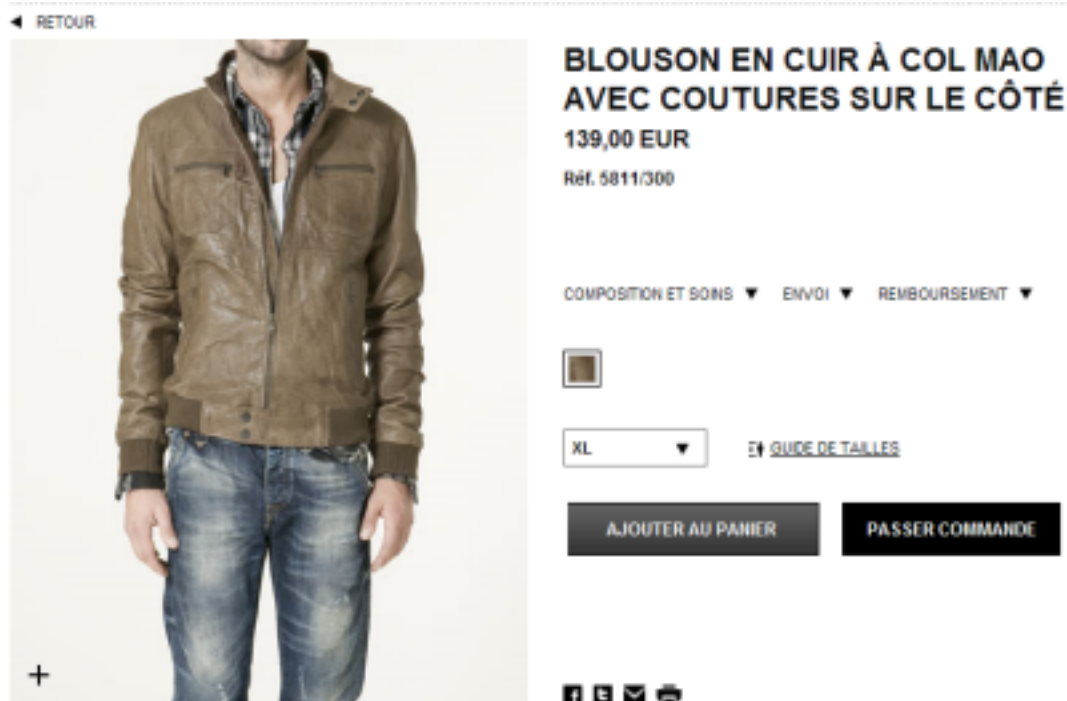 RETOUR
BLOUSON EN CUIR À COL MAO
AVEC COUTURES SUR LE CÔTÉ
139,00 EUR
Réf. 5811/300
COMPOSITION ET SOINS ▼ ENVOI ▼ REMBOURSEMENT ▼
XL ▼ GUIDE DE TAILLES
AJOUTER AU PANIER PASSER COMMANDE